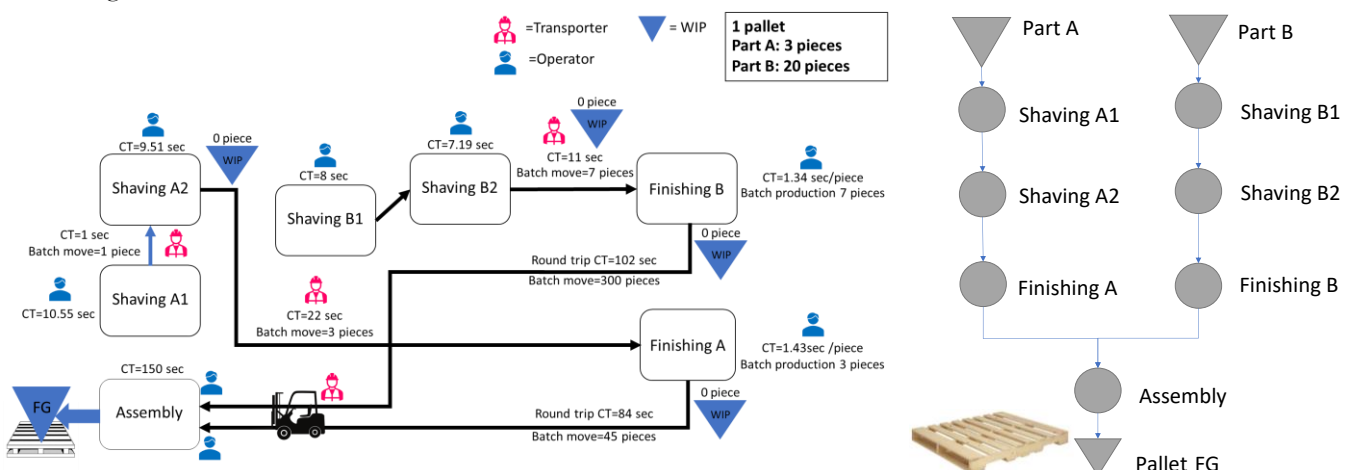 =Transporter
=WIP
=Operator
1 pallet
Part A: 3 pieces
Part B: 20 pieces
CT=9.51 sec
0 piece
WIP
Shaving A2
CT=1 sec
Batch move=1 piece
Shaving A1
CT=10.55 sec
CT=8 sec
Shaving B1
CT=7.19 sec
Shaving B2
0 piece
WIP
CT=11 sec
Batch move=7 pieces
Finishing B
CT=1.34 sec/piece
Batch production 7 pieces
0 piece
WIP
Round trip CT=102 sec
Batch move=300 pieces
CT=22 sec
Batch move=3 pieces
Finishing A
CT=1.43sec /piece
Batch production 3 pieces
0 piece
WIP
Round trip CT=84 sec
Batch move=45 pieces
CT=150 sec
Assembly
FG
Part A
Part B
Shaving A1
Shaving B1
Shaving A2
Shaving B2
Finishing A
Finishing B
Assembly
Pallet FG